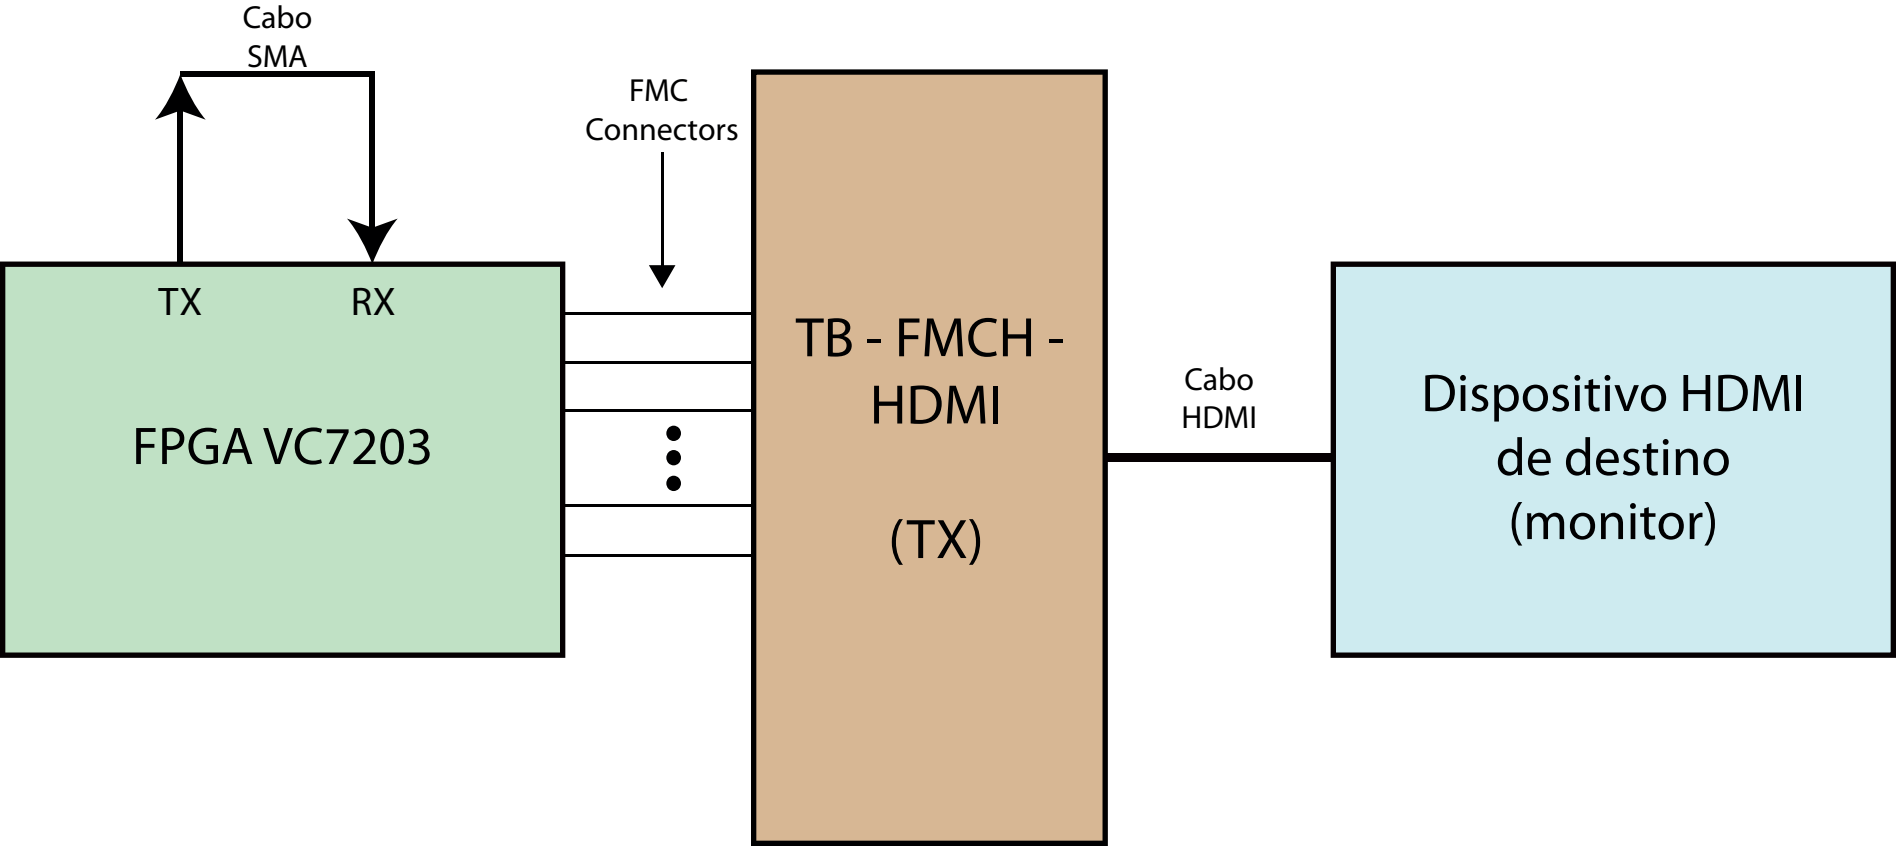 Cabo
SMA
FMC
Connectors
TX
RX
FPGA VC7203
TB - FMCH -
HDMI
(TX)
Cabo
HDMI
Dispositivo HDMI
de destino
(monitor)